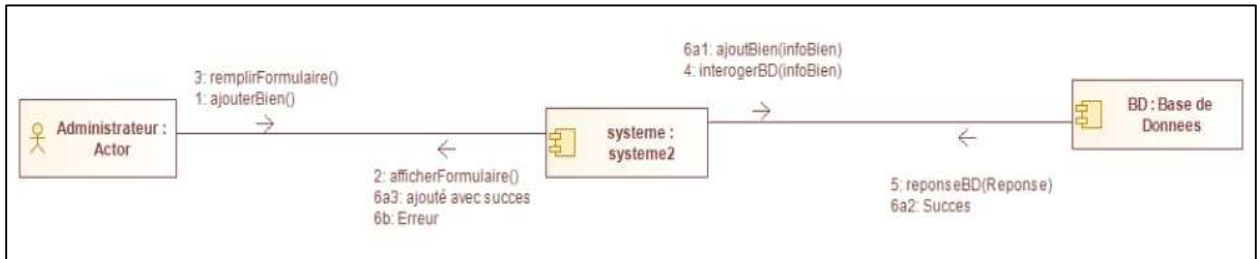 6a1: ajoutBien(infoBien)
4: interogerBD(infoBien)
3: remplirFormulaire()
1: ajouterBien()
Administrateur :
Actor
systeme :
systeme2
BD : Base de
Donnees
2: afficherFormulaire()
6a3: ajouté avec succes
6b: Erreur
5: reponseBD(Reponse)
6a2: Succes